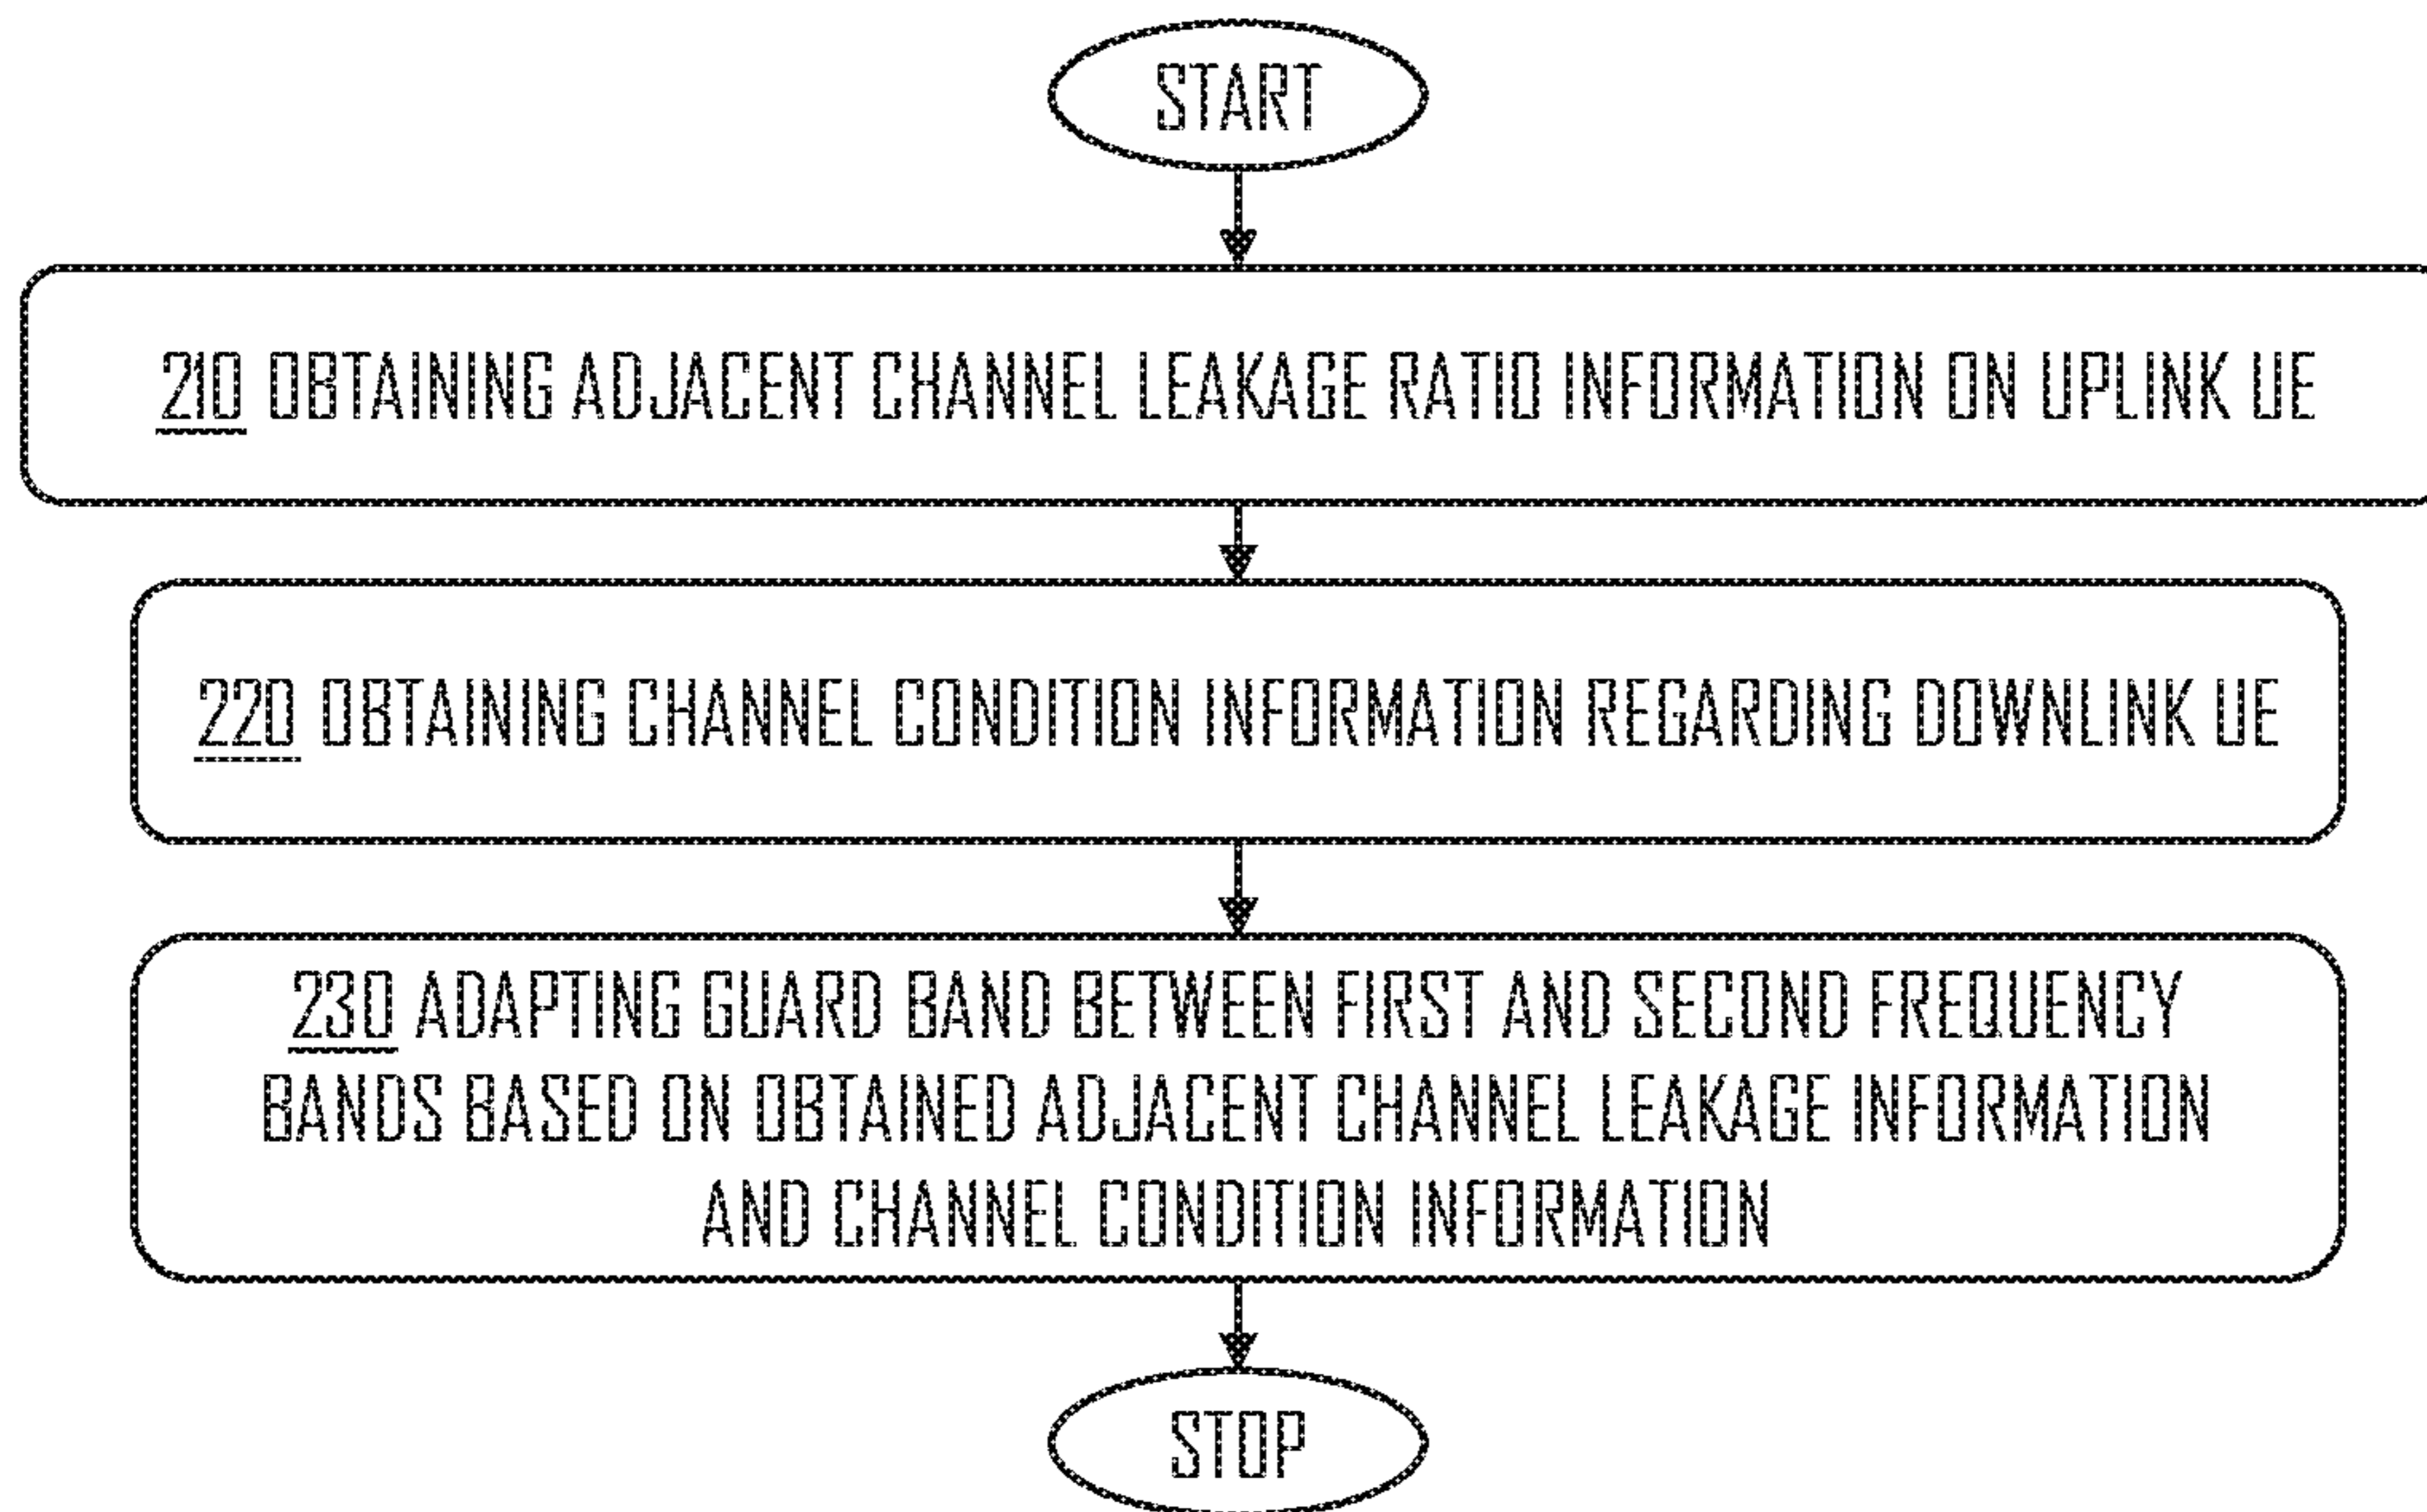 START
210 OBTAINING ADJACENT CHANNEL LEAKAGE RATIO INFORMATION ON UPLINK UE
220 OBTAINING CHANNEL CONDITION INFORMATION REGARDING DOWNLINK UE
230 ADAPTING GUARD BAND BETWEEN FIRST AND SECOND FREQUENCY
BANDS BASED ON OBTAINED ADJACENT CHANNEL LEAKAGE INFORMATION
AND CHANNEL CONDITION INFORMATION
STOP